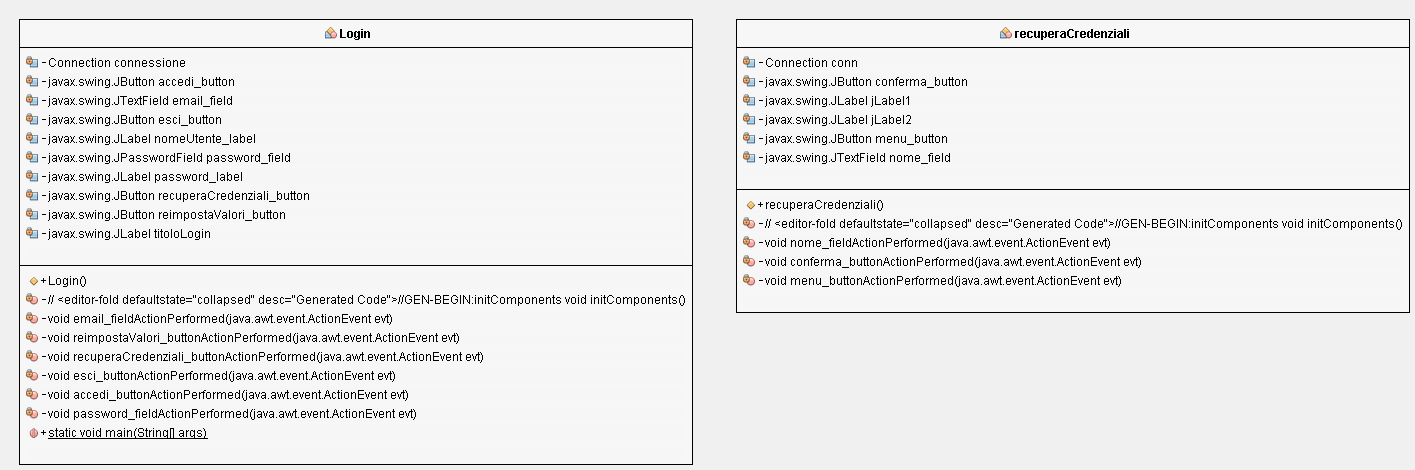 Login
-Connection connessione
-javax.swing.JButton accedi_button
-javax.swing.JTextField email_field
-javax.swing.JButton esci_button
-javax.swing.JLabel nomeUtente_label
-javax.swing.JPasswordField password_field
-javax.swing.JLabel password_label
-javax.swing.JButton recuperaCredenziali_button
-javax.swing.JButton reimpostaValori_button
-javax.swing.JLabel titoloLogin
+Login()
-// <editor-fold defaultstate="collapsed" desc="Generated Code">//GEN-BEGIN:initComponents void initComponents()
-void email_fieldActionPerformed(java.awt.event.ActionEvent evt)
-void reimpostaValori_buttonActionPerformed(java.awt.event.ActionEvent evt)
-void recuperaCredenziali_buttonActionPerformed(java.awt.event.ActionEvent evt)
-void esci_buttonActionPerformed(java.awt.event.ActionEvent evt)
-void accedi_buttonActionPerformed(java.awt.event.ActionEvent evt)
-void password_fieldActionPerformed(java.awt.event.ActionEvent evt)
+static void main(String[] args)
recuperaCredenziali
-Connection conn
-javax.swing.JButton conferma_button
-javax.swing.JLabel jLabel1
-javax.swing.JLabel jLabel2
-javax.swing.JButton menu_button
-javax.swing.JTextField nome_field
+recuperaCredenziali()
-// <editor-fold defaultstate="collapsed" desc="Generated Code">//GEN-BEGIN:initComponents void initComponents()
-void nome_fieldActionPerformed(java.awt.event.ActionEvent evt)
-void conferma_buttonActionPerformed(java.awt.event.ActionEvent evt)
-void menu_buttonActionPerformed(java.awt.event.ActionEvent evt)